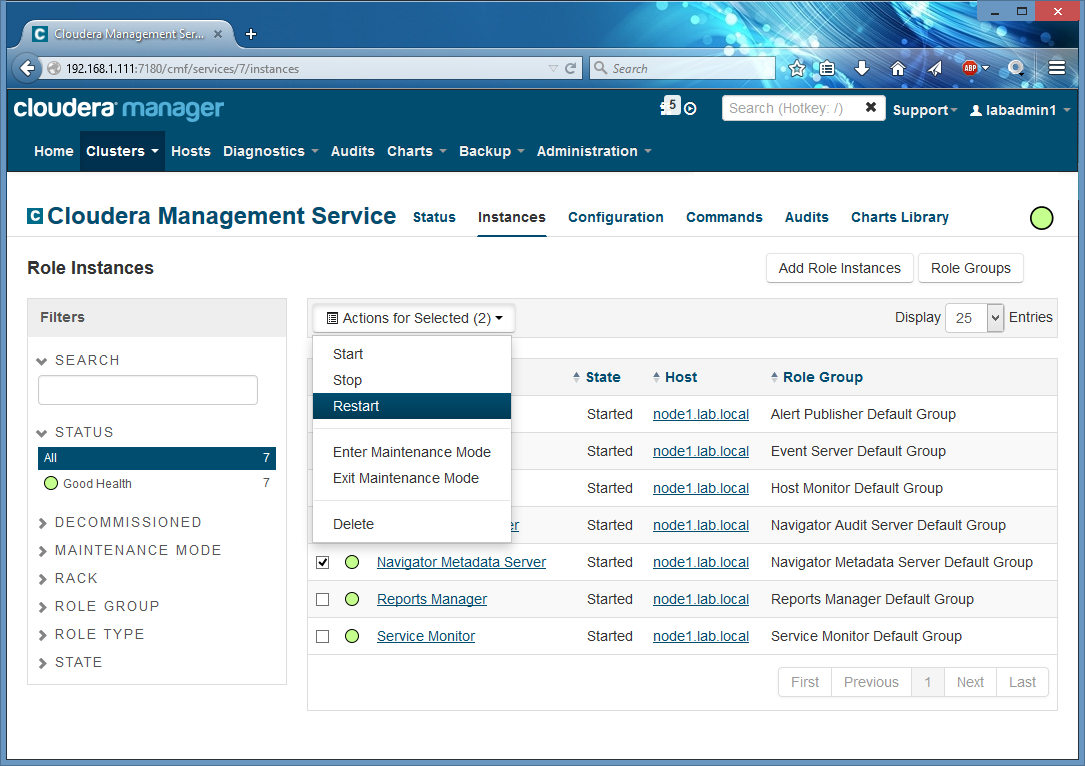 Cloudera Management Ser...
192.168.1.111:7180/cmf/services/7/instances
Search
ABP
cloudera manager
5
Search (Hotkey: /)
Support
labadmin1
Home Clusters Hosts Diagnostics Audits Charts Backup Administration
Cloudera Management Service
Status Instances Configuration Commands Audits Charts Library
Role Instances
Add Role Instances
Role Groups
Filters
SEARCH
STATUS
All 7
Good Health 7
DECOMMISSIONED
MAINTENANCE MODE
RACK
ROLE GROUP
ROLE TYPE
STATE
Actions for Selected (2)
Display 25 Entries
Start
Stop
Restart
Enter Maintenance Mode
Exit Maintenance Mode
Delete
State Host Role Group
Started node1.lab.local Alert Publisher Default Group
Started node1.lab.local Event Server Default Group
Started node1.lab.local Host Monitor Default Group
Started node1.lab.local Navigator Audit Server Default Group
Navigator Metadata Server Started node1.lab.local Navigator Metadata Server Default Group
Reports Manager Started node1.lab.local Reports Manager Default Group
Service Monitor Started node1.lab.local Service Monitor Default Group
First Previous 1 Next Last